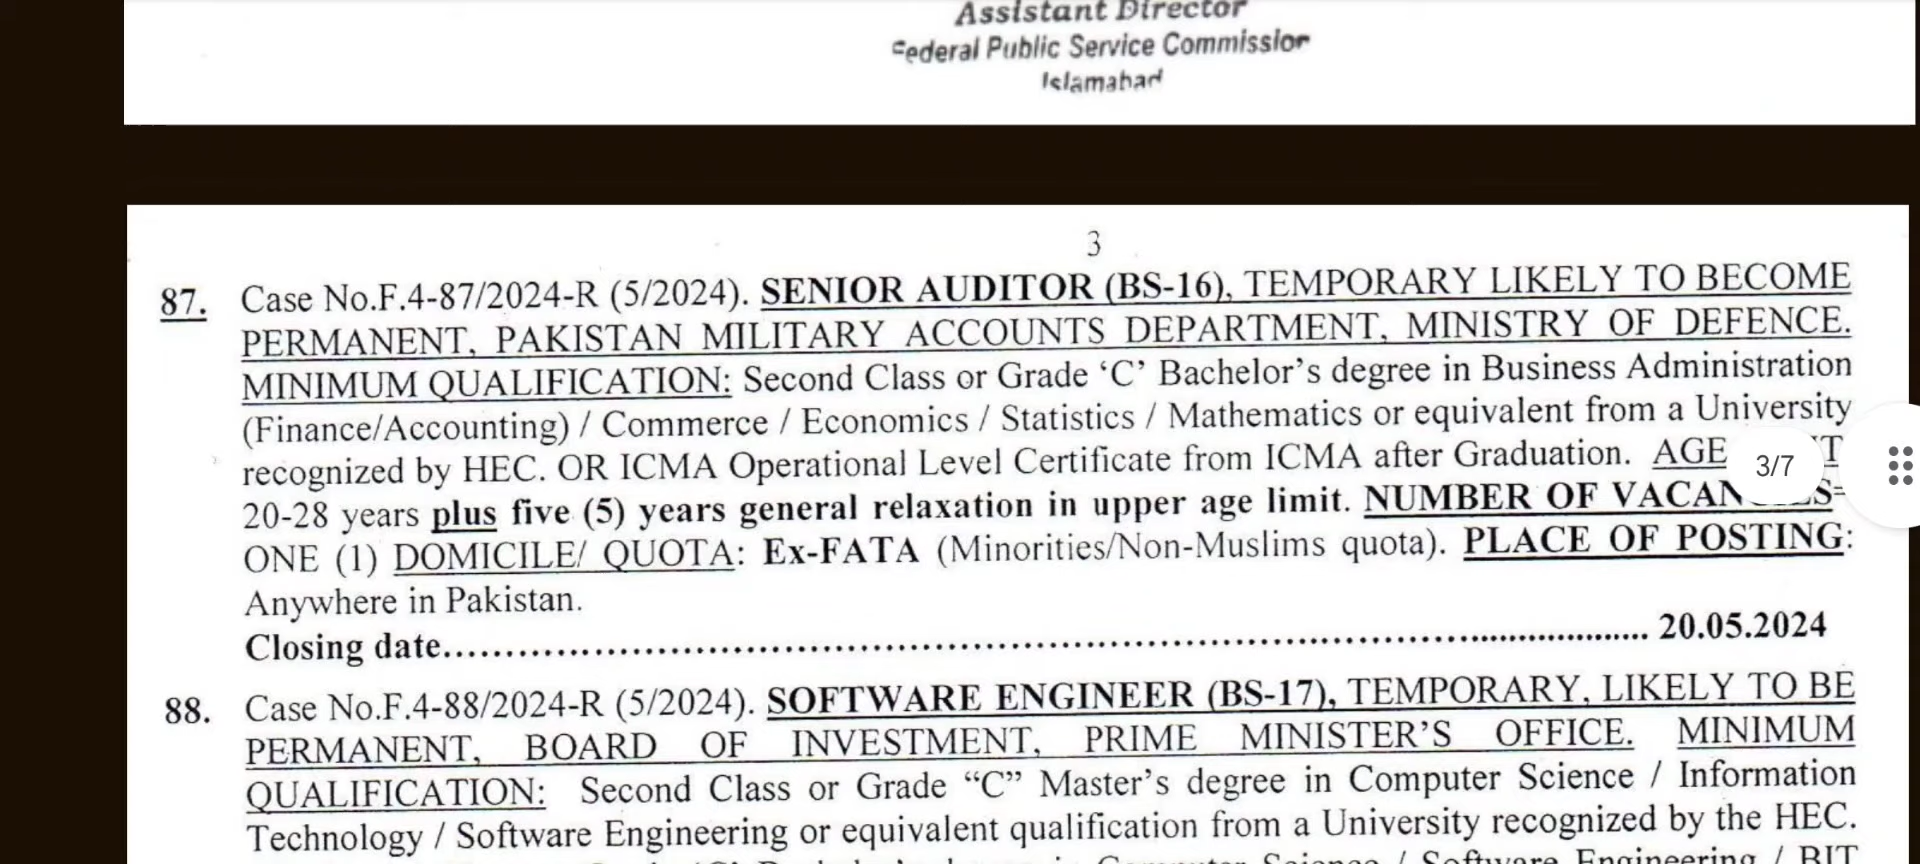 Assistant Director
Federal Public Service Commission
Islamabad
3
87. Case No.F.4-87/2024-R (5/2024). SENIOR AUDITOR (BS-16), TEMPORARY LIKELY TO BECOME
PERMANENT, PAKISTAN MILITARY ACCOUNTS DEPARTMENT, MINISTRY OF DEFENCE.
MINIMUM QUALIFICATION: Second Class or Grade ‘C’ Bachelor’s degree in Business Administration
(Finance/Accounting) / Commerce / Economics / Statistics / Mathematics or equivalent from a University
recognized by HEC. OR ICMA Operational Level Certificate from ICMA after Graduation. AGE
3/7
20-28 years plus five (5) years general relaxation in upper age limit. NUMBER OF
ONE (1) DOMICILE/ QUOTA: Ex-FATA (Minorities/Non-Muslims quota). PLACE OF POSTING:
Anywhere in Pakistan.
Closing date.......................................................................................... 20.05.2024
88. Case No.F.4-88/2024-R (5/2024). SOFTWARE ENGINEER (BS-17), TEMPORARY, LIKELY TO BE
PERMANENT, BOARD OF INVESTMENT, PRIME MINISTER’S OFFICE. MINIMUM
QUALIFICATION: Second Class or Grade “C” Master’s degree in Computer Science / Information
Technology / Software Engineering or equivalent qualification from a University recognized by the HEC.